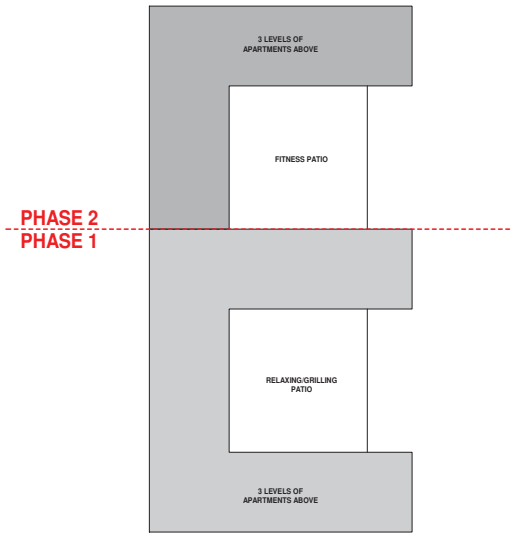 3 LEVELS OF
APARTMENTS ABOVE
FITNESS PATIO
PHASE 2
PHASE 1
RELAXING/GRILLING
PATIO
3 LEVELS OF
APARTMENTS ABOVE